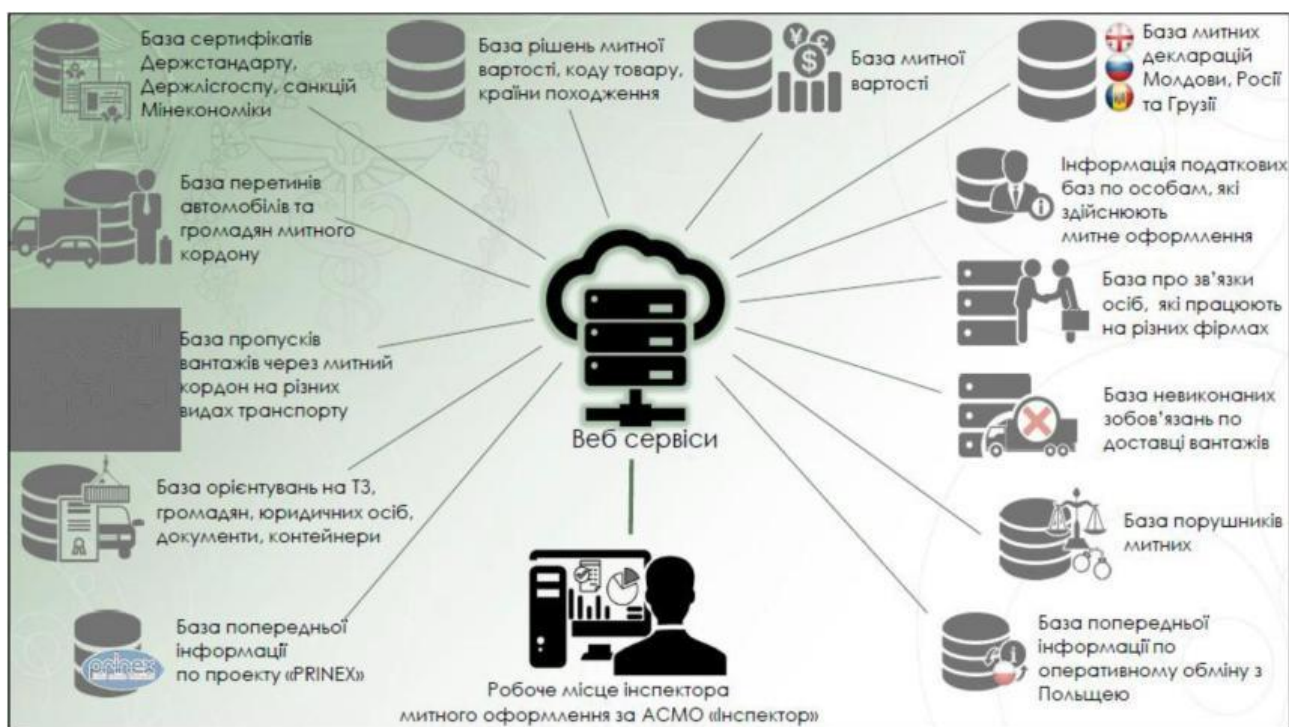 База сертифікатів
Держстандарту,
Держлісгоспу, санкцій
Мінекономіки
База рішень митної
вартості, коду товару,
країни походження
База митної
вартості
База митних
декларацій
Молдови, Росії
та Грузії
База перетинів
автомобілів та
громадян митного
кордону
Інформація податкових
баз по особам, які
здійснюють
митне оформлення
База пропусків
вантажів через митний
кордон на різних
видах транспорту
База про зв’язки
осіб, які працюють
на різних фірмах
База орієнтувань на ТЗ,
громадян, юридичних осіб,
документи, контейнери
База невиконаних
зобов’язань по
доставці вантажів
Веб сервіси
База порушників
митних
prinex
База попередньої
інформації
по проекту «PRINEX»
База попередньої
інформації по
оперативному обміну з
Польщею
Робоче місце інспектора
митного оформлення за АСМО «Інспектор»